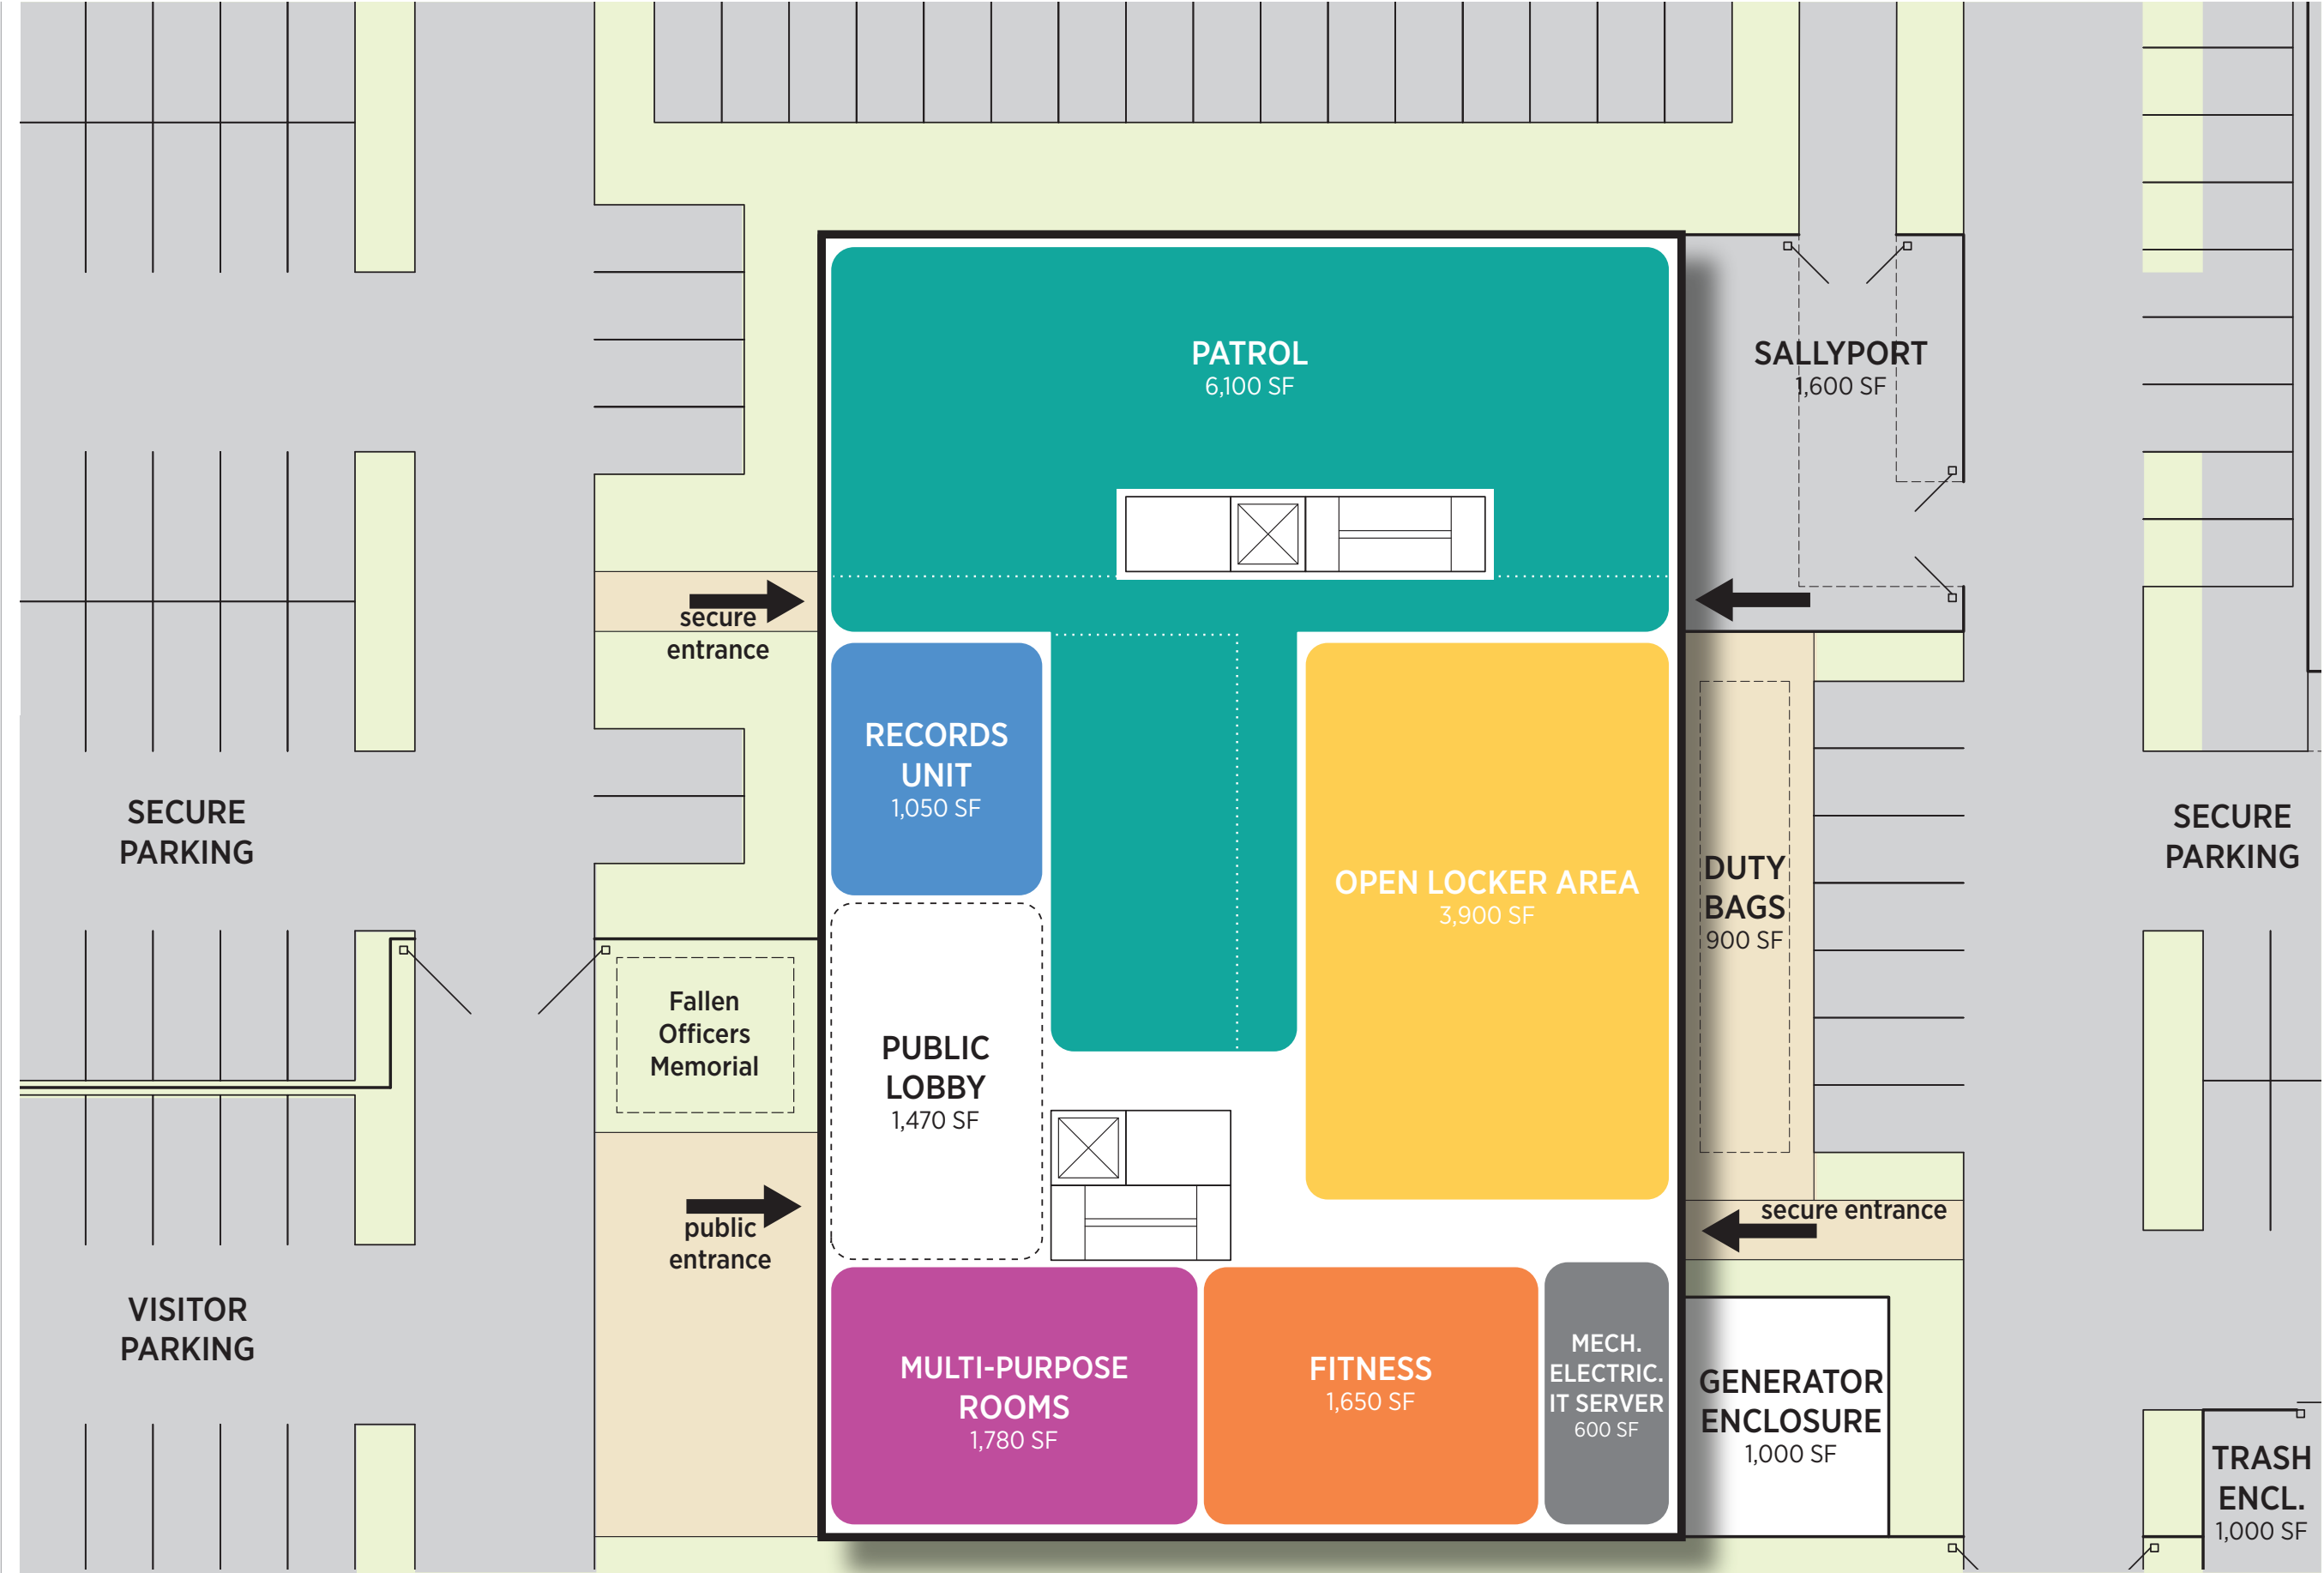 PATROL
6,100 SF
SALLYPORT
1,600 SF
secure
entrance
RECORDS
UNIT
1,050 SF
SECURE
PARKING
OPEN LOCKER AREA
3,900 SF
DUTY
BAGS
900 SF
SECURE
PARKING
Fallen
Officers
Memorial
PUBLIC
LOBBY
1,470 SF
public
entrance
secure entrance
VISITOR
PARKING
MULTI-PURPOSE
ROOMS
1,780 SF
FITNESS
1,650 SF
MECH.
ELECTRIC.
IT SERVER
600 SF
GENERATOR
ENCLOSURE
1,000 SF
TRASH
ENCL.
1,000 SF